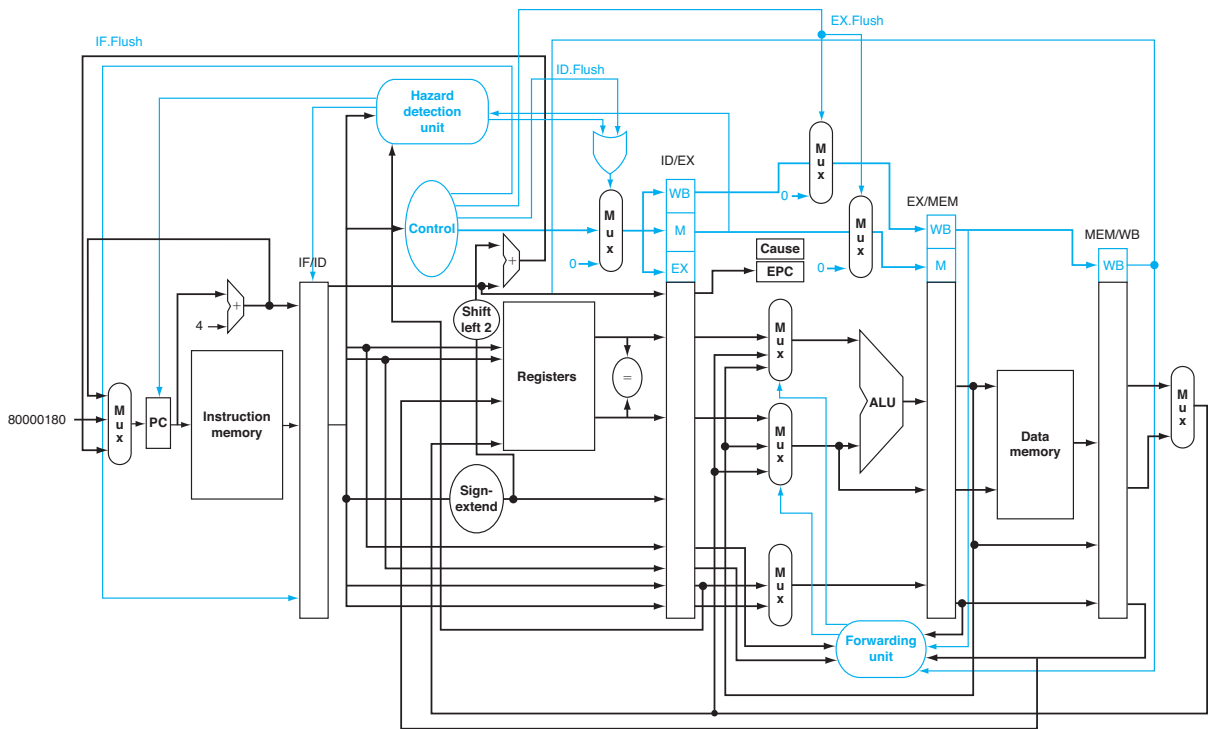 EX.Flush
IF.Flush
ID.Flush
Hazard
detection
unit
M
u
x
ID/EX
WB
M
EX
0
M
u
x
Control
0
M
u
x
0
EX/MEM
WB
M
MEM/WB
WB
Cause
EPC
IF/ID
+
4
+
Shift
left 2
Registers
=
M
u
x
ALU
M
u
x
80000180
M
u
x
PC
Instruction
memory
M
u
x
Data
memory
M
u
x
Sign-
extend
M
u
x
Forwarding
unit